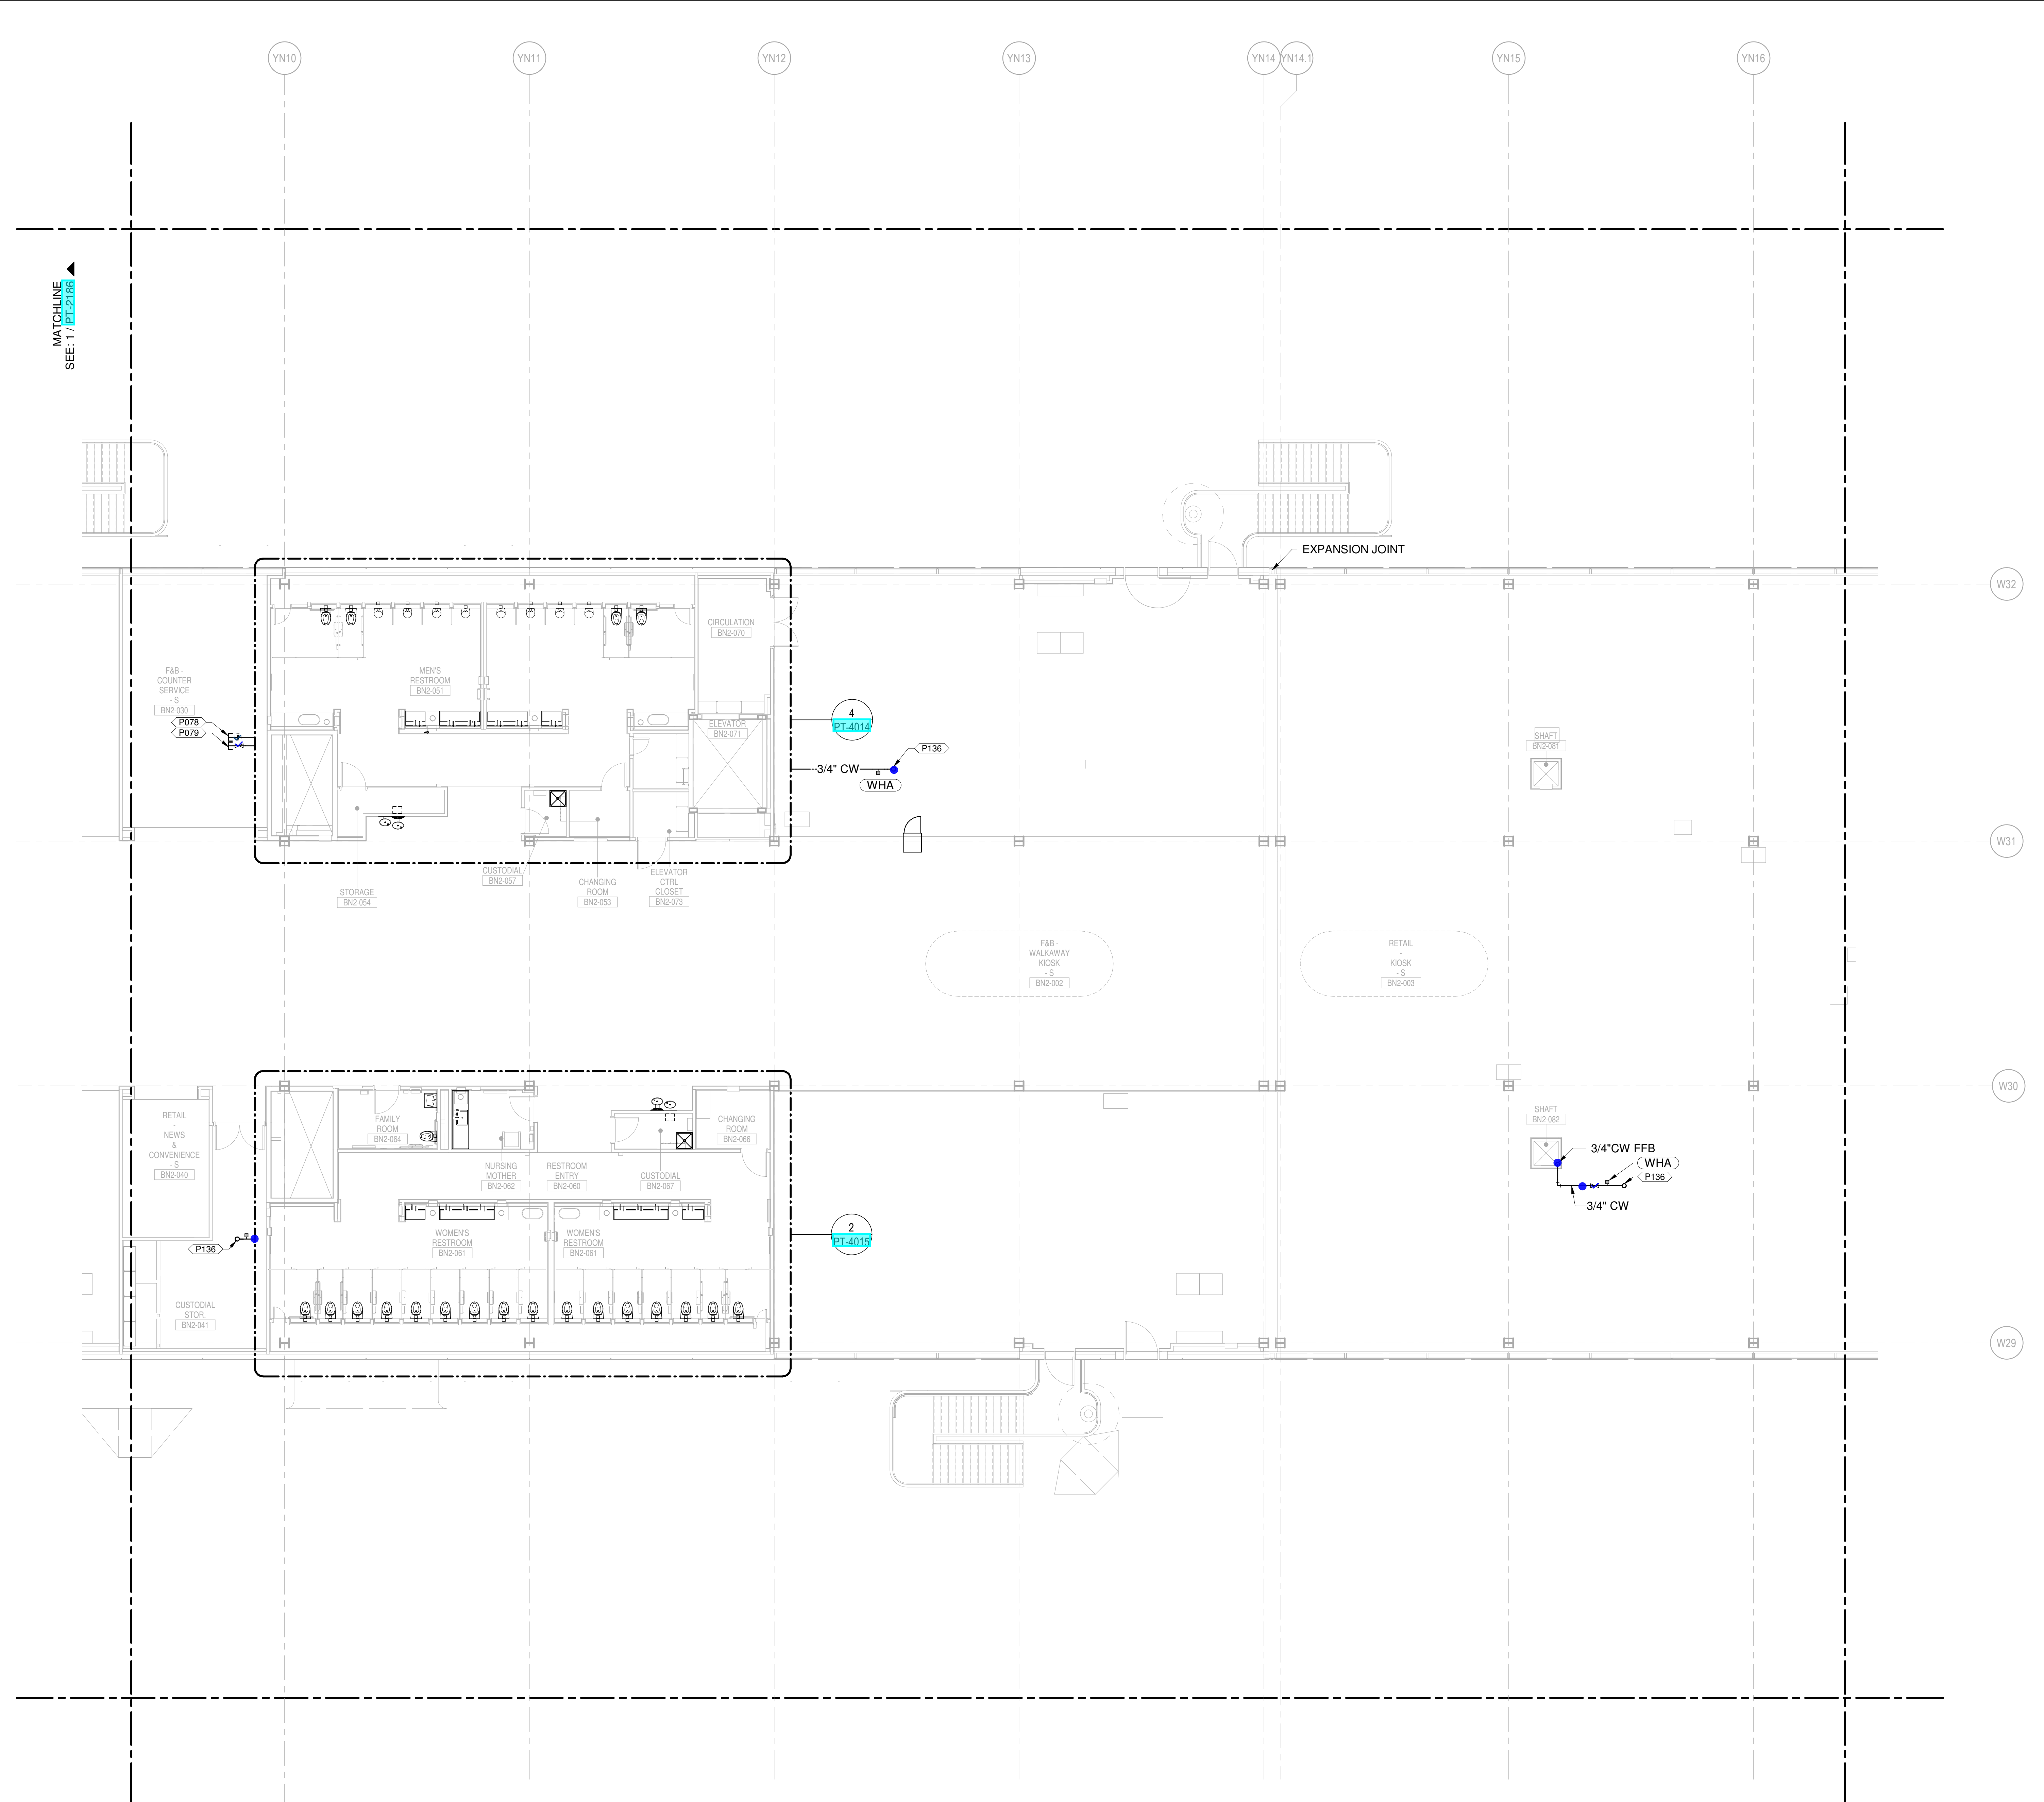 YN10
YN11
YN12
YN13
YN14
YN14.1
YN15
YN16
MATCHLINE
SEE: 1 / PT-2186
EXPANSION JOINT
W32
CIRCULATION
BN2-070
F&B -
COUNTER
SERVICE
- S
BN2-030
MEN'S
RESTROOM
BN2-051
P078
P079
ELEVATOR
BN2-071
4
PT-4014
P136
3/4" CW
WHA
SHAFT
BN2-081
W31
STORAGE
BN2-054
CUSTODIAL
BN2-057
CHANGING
ROOM
BN2-053
ELEVATOR
CTRL
CLOSET
BN2-073
F&B -
WALKAWAY
KIOSK
- S
BN2-002
RETAIL
-
KIOSK
- S
BN2-003
W30
RETAIL
-
NEWS
&
CONVENIENCE
- S
BN2-040
FAMILY
ROOM
BN2-064
CHANGING
ROOM
BN2-066
SHAFT
BN2-082
NURSING
MOTHER
BN2-062
RESTROOM
ENTRY
BN2-060
CUSTODIAL
BN2-067
3/4"CW FFB
WHA
P136
3/4" CW
WOMEN'S
RESTROOM
BN2-061
WOMEN'S
RESTROOM
BN2-061
2
PT-4015
P136
CUSTODIAL
STOR.
BN2-041
W29